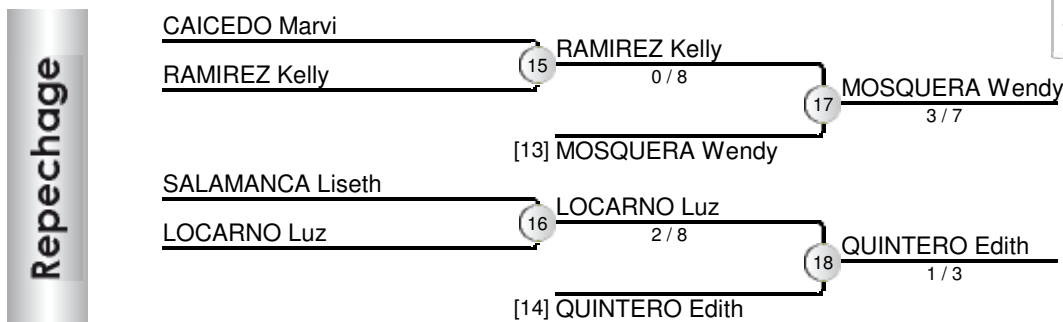 Repechage
CAICEDO Marvi
RAMIREZ Kelly
15
RAMIREZ Kelly
0 / 8
17
MOSQUERA Wendy
3 / 7
[13] MOSQUERA Wendy
SALAMANCA Liseth
LOCARNO Luz
16
LOCARNO Luz
2 / 8
18
QUINTERO Edith
1 / 3
[14] QUINTERO Edith